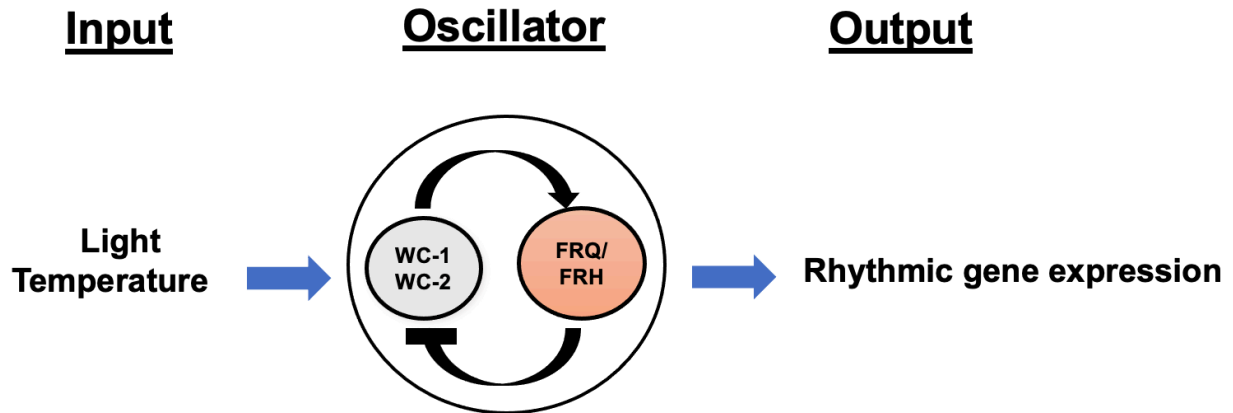 Input
Oscillator
Output
Light
Temperature
WC-1
WC-2
FRQ/
FRH
Rhythmic gene expression